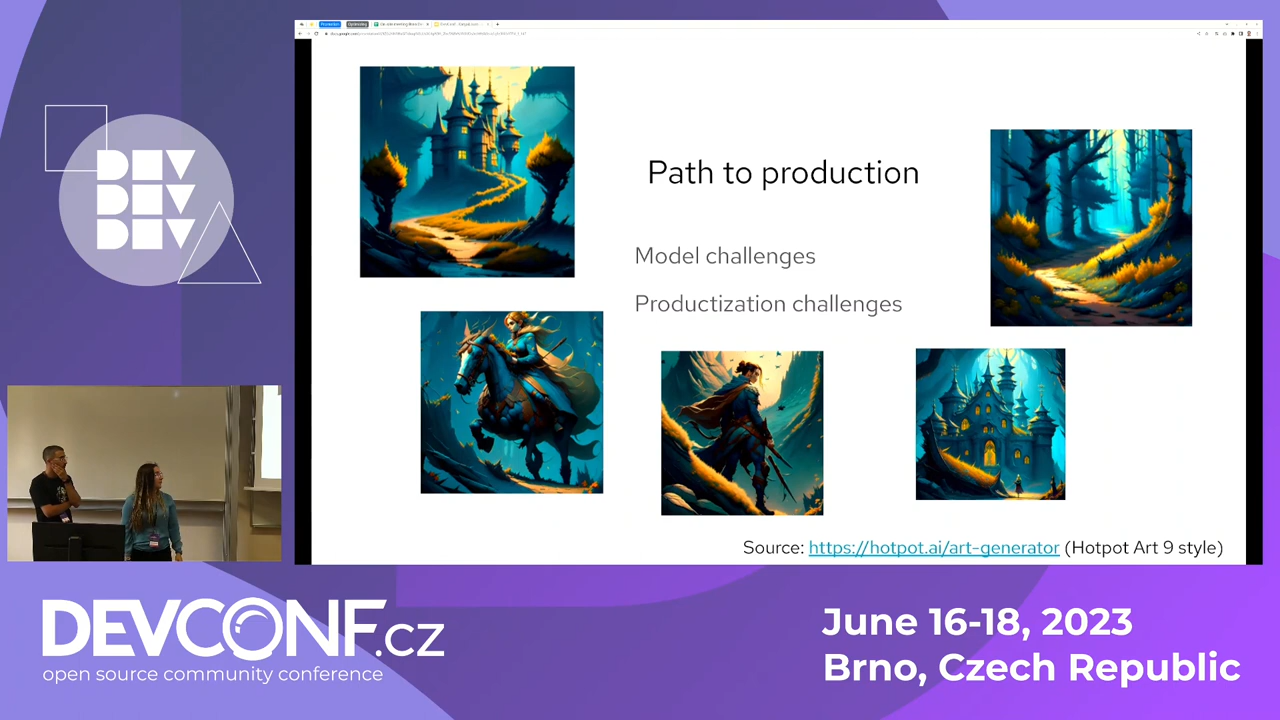 DEV
DEV
DEV
Path to production
Model challenges
Productization challenges
Source: https://hotpot.ai/art-generator (Hotpot Art 9 style)
DEVCONF.cz
open source community conference
June 16-18, 2023
Brno, Czech Republic